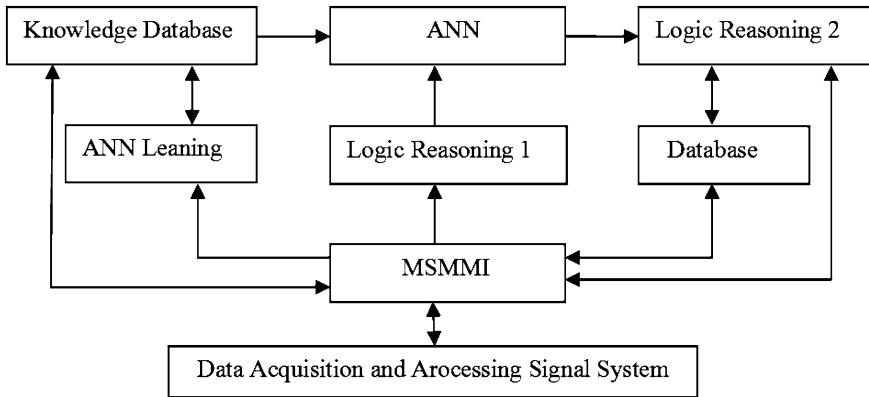 Knowledge Database
ANN
Logic Reasoning 2
ANN Leaning
Logic Reasoning 1
Database
MSMMI
Data Acquisition and Arocessing Signal System